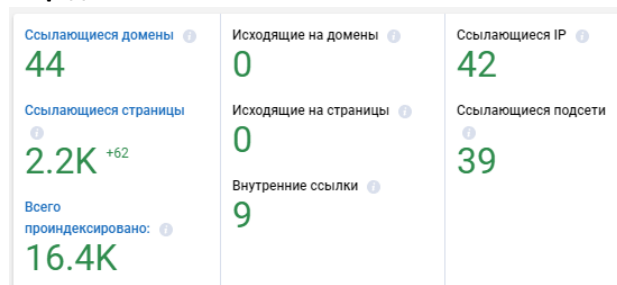 Ссылающиеся домены
44
Ссылающиеся страницы
2.2K +62
Всего
проиндексировано:
16.4K
Исходящие на домены
0
Исходящие на страницы
0
Внутренние ссылки
9
Ссылающиеся IP
42
Ссылающиеся подсети
39